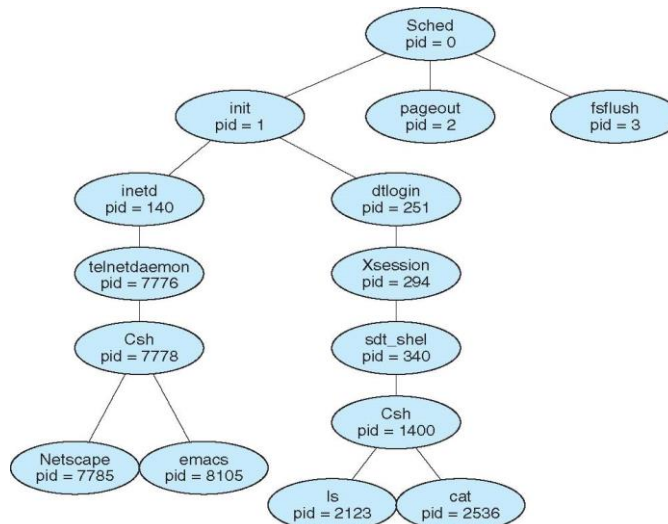 Sched
pid = 0
init
pid = 1
pageout
pid = 2
fsflush
pid = 3
inetd
pid = 140
dtlogin
pid = 251
telnetdaemon
pid = 7776
Xsession
pid = 294
Csh
pid = 7778
sdt_shel
pid = 340
Csh
pid = 1400
Netscape
pid = 7785
emacs
pid = 8105
ls
pid = 2123
cat
pid = 2536